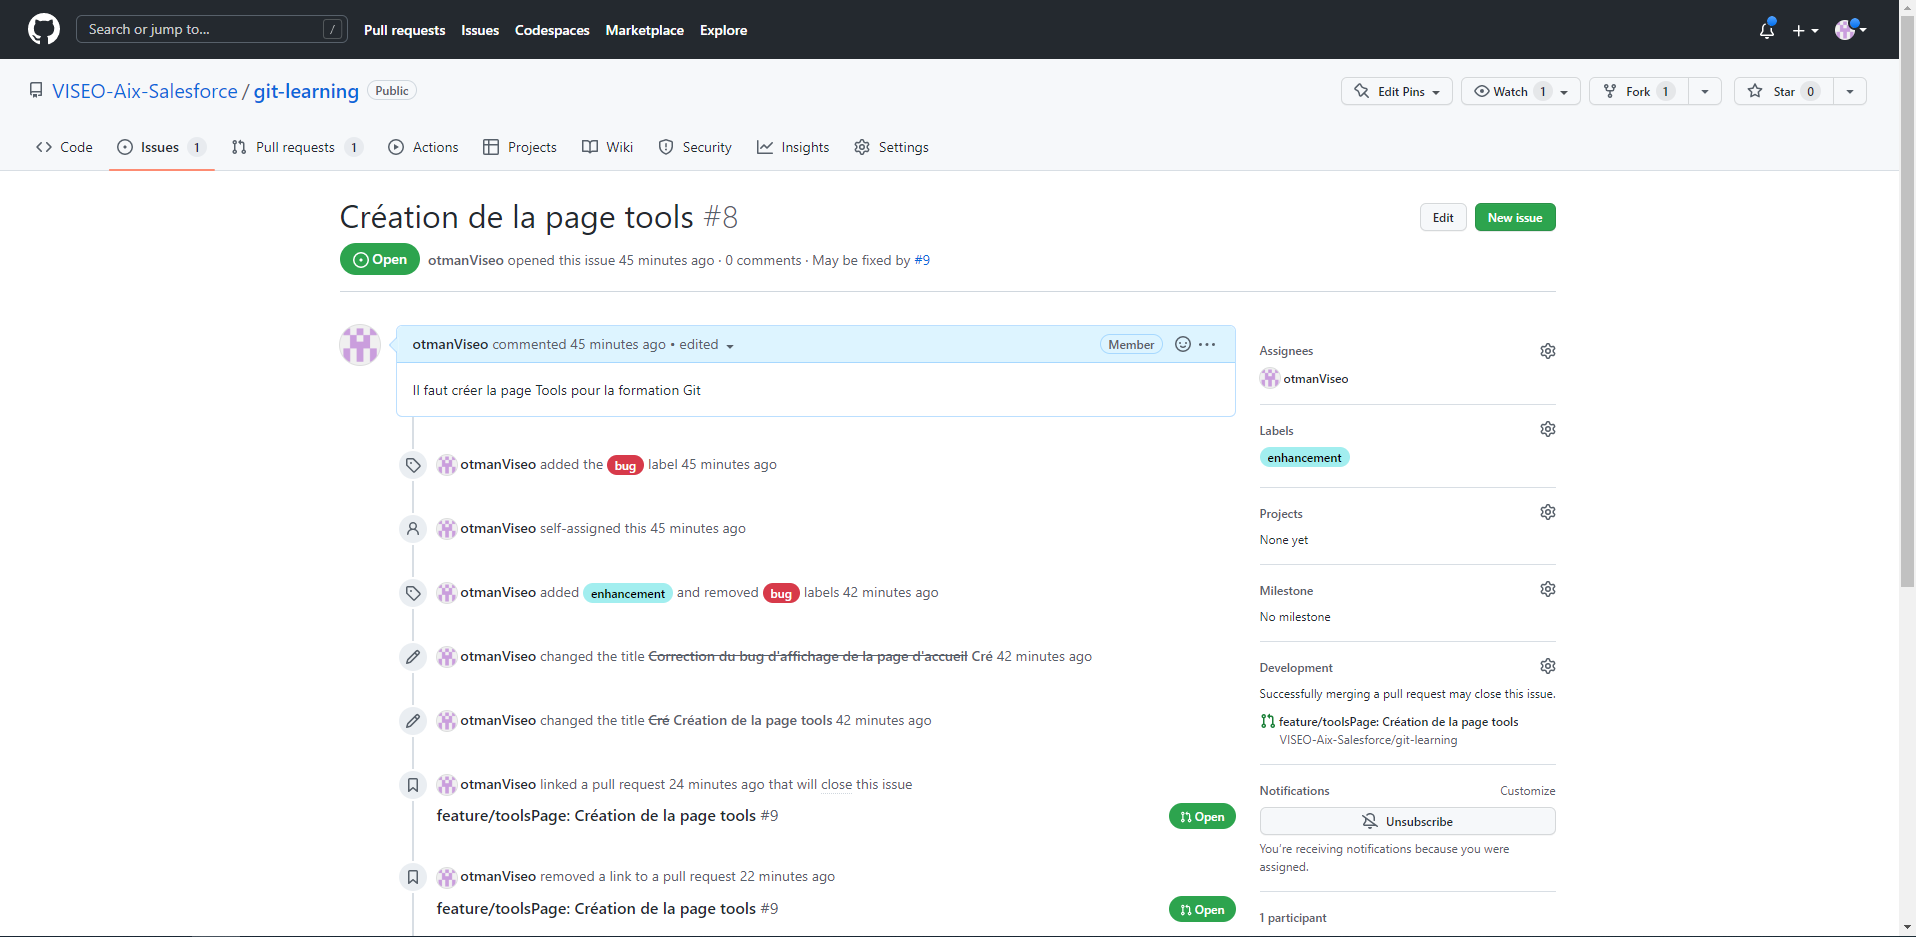 Search or jump to... /
Pull requests Issues Codespaces Marketplace Explore
VISEO-Aix-Salesforce / git-learning Public
Edit Pins Watch 1 Fork 1 Star 0
Code Issues 1 Pull requests 1 Actions Projects Wiki Security Insights Settings
Création de la page tools #8
Edit New issue
Open otmanViseo opened this issue 45 minutes ago · 0 comments · May be fixed by #9
otmanViseo commented 45 minutes ago • edited Member
Il faut créer la page Tools pour la formation Git
otmanViseo added the bug label 45 minutes ago
otmanViseo self-assigned this 45 minutes ago
otmanViseo added enhancement and removed bug labels 42 minutes ago
otmanViseo changed the title Correction du bug d'affichage de la page d'accueil Cré 42 minutes ago
otmanViseo changed the title Cré Création de la page tools 42 minutes ago
otmanViseo linked a pull request 24 minutes ago that will close this issue
feature/toolsPage: Création de la page tools #9 Open
otmanViseo removed a link to a pull request 22 minutes ago
feature/toolsPage: Création de la page tools #9 Open
Assignees
otmanViseo
Labels
enhancement
Projects
None yet
Milestone
No milestone
Development
Successfully merging a pull request may close this issue.
feature/toolsPage: Création de la page tools
VISEO-Aix-Salesforce/git-learning
Notifications Customize
Unsubscribe
You're receiving notifications because you were
assigned.
1 participant